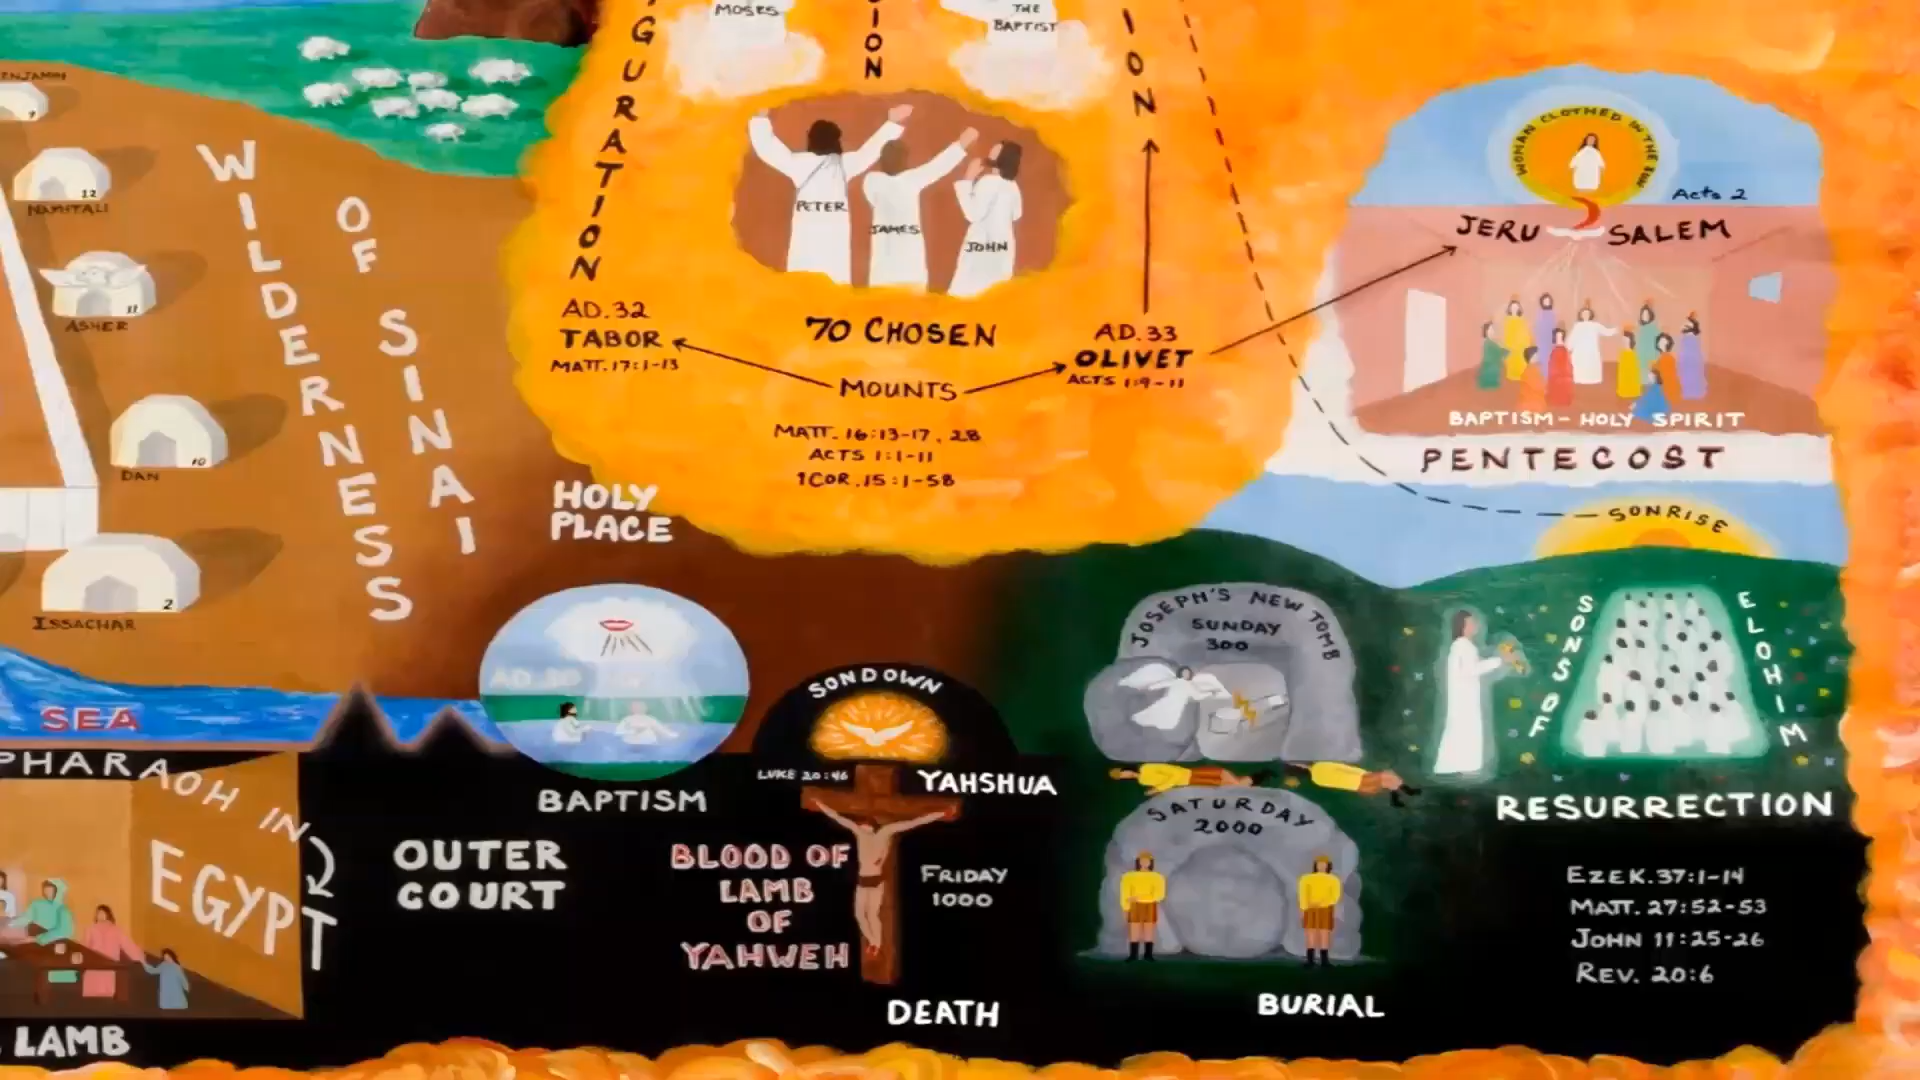 MOSES
THE
BAPTIST
GURATION
ION
ION
ENJAMIN
7
12
NAPHTALI
11
ASHER
10
DAN
2
ISSACHAR
WILDERNESS
OF SINAI
PETER
JAMES
JOHN
AD.32
TABOR
MATT.17:1-13
70 CHOSEN
MOUNTS
AD.33
OLIVET
ACTS 1:9-11
MATT. 16:13-17, 28
ACTS 1:1-11
1COR.15:1-58
WOMAN CLOTHED IN THE SUN
Acts 2
JERU SALEM
BAPTISM - HOLY SPIRIT
PENTECOST
SONRISE
HOLY
PLACE
AD.30
SEA
PHARAOH IN
EGYPT
LAMB
BAPTISM
OUTER
COURT
SONDOWN
YAHSHUA
BLOOD OF
LAMB
OF
YAHWEH
FRIDAY
1000
DEATH
JOSEPH'S NEW TOMB
SUNDAY
300
SATURDAY
2000
BURIAL
SONS OF
ELOHIM
RESURRECTION
EZEK.37:1-14
MATT. 27:52-53
JOHN 11:25-26
REV. 20:6